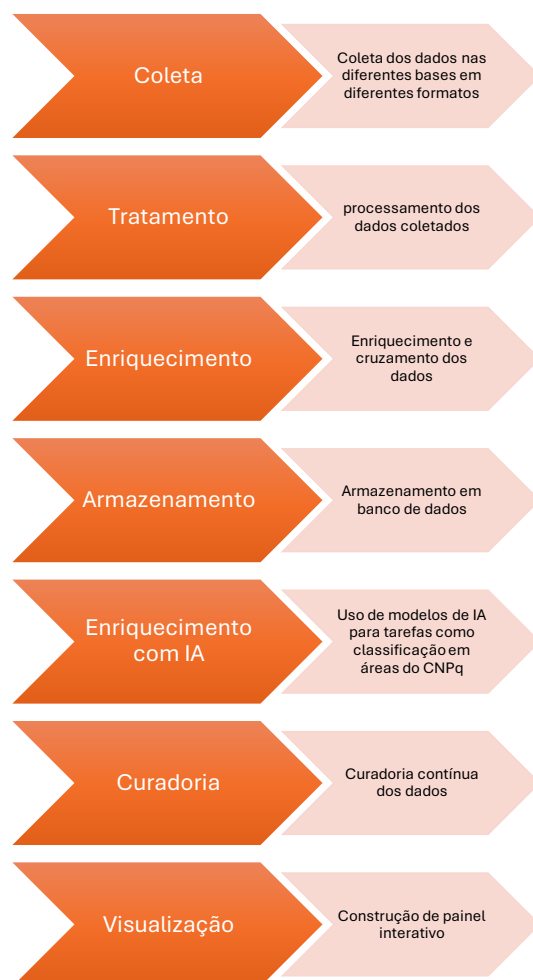 Coleta
Coleta dos dados nas
diferentes bases em
diferentes formatos
Tratamento
processamento dos
dados coletados
Enriquecimento
Enriquecimento e
cruzamento dos
dados
Armazenamento
Armazenamento em
banco de dados
Enriquecimento
com IA
Uso de modelos de IA
para tarefas como
classificação em
áreas do CNPq
Curadoria
Curadoria contínua
dos dados
Visualização
Construção de painel
interativo